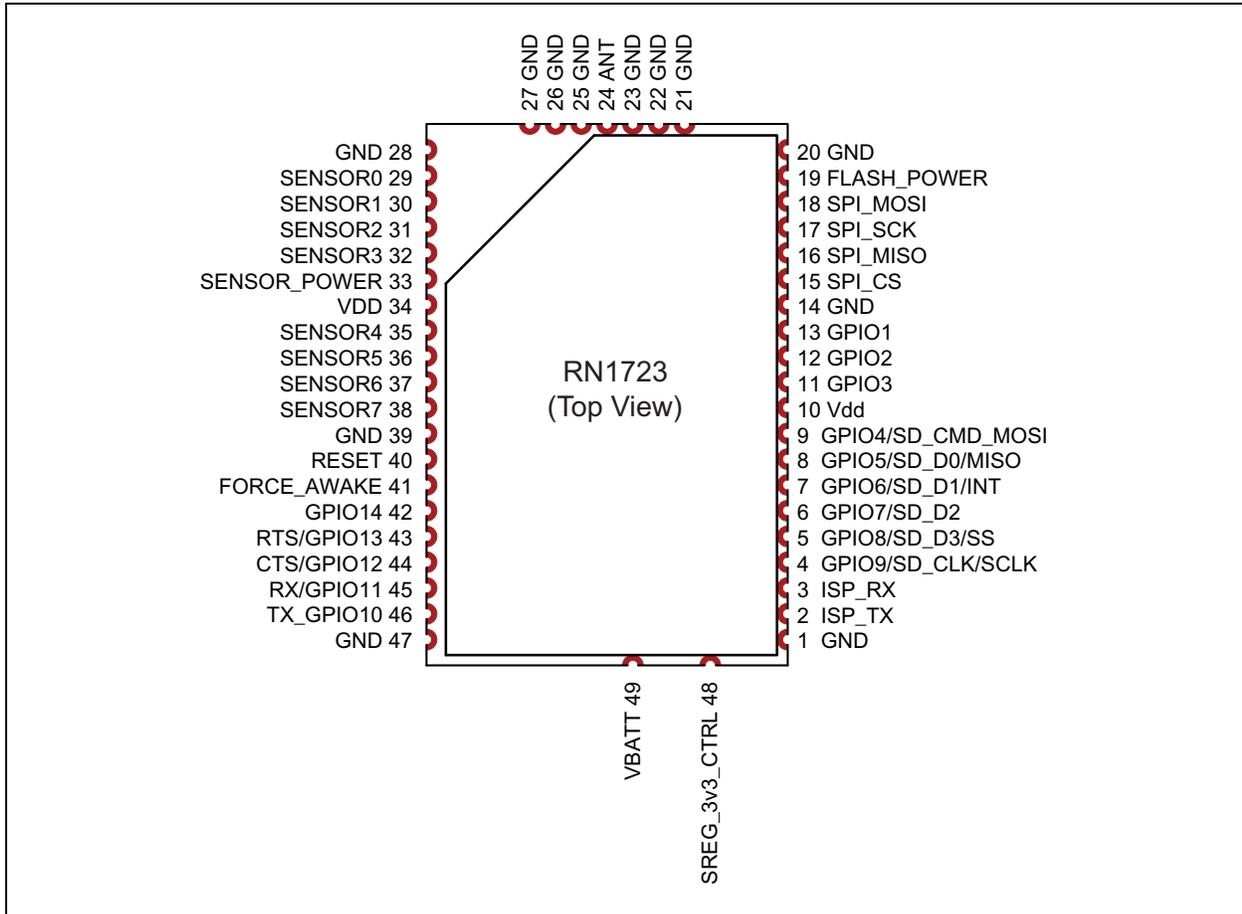 27 GND
26 GND
25 GND
24 ANT
23 GND
22 GND
21 GND
GND 28
SENSOR0 29
SENSOR1 30
SENSOR2 31
SENSOR3 32
SENSOR_POWER 33
VDD 34
SENSOR4 35
SENSOR5 36
SENSOR6 37
SENSOR7 38
GND 39
RESET 40
FORCE_AWAKE 41
GPIO14 42
RTS/GPIO13 43
CTS/GPIO12 44
RX/GPIO11 45
TX_GPIO10 46
GND 47
RN1723
(Top View)
20 GND
19 FLASH_POWER
18 SPI_MOSI
17 SPI_SCK
16 SPI_MISO
15 SPI_CS
14 GND
13 GPIO1
12 GPIO2
11 GPIO3
10 Vdd
9 GPIO4/SD_CMD_MOSI
8 GPIO5/SD_D0/MISO
7 GPIO6/SD_D1/INT
6 GPIO7/SD_D2
5 GPIO8/SD_D3/SS
4 GPIO9/SD_CLK/SCLK
3 ISP_RX
2 ISP_TX
1 GND
VBATT 49
SREG_3v3_CTRL 48